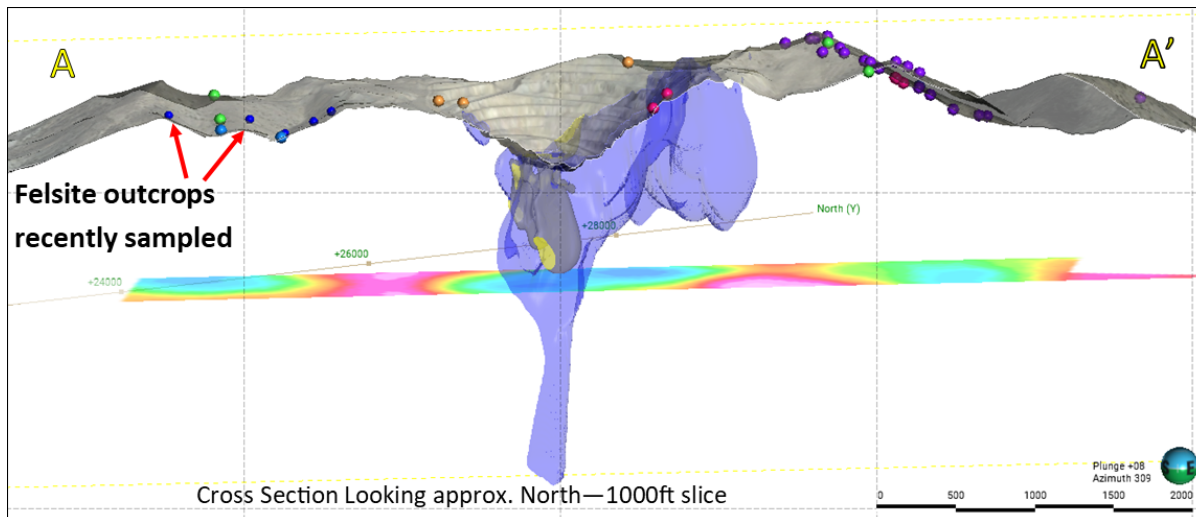 A
A'
Felsite outcrops
recently sampled
North (Y)
+28000
+26000
+24000
Plunge +08
Azimuth 309
S E
Cross Section Looking approx. North—1000ft slice
0 500 1000 1500 2000